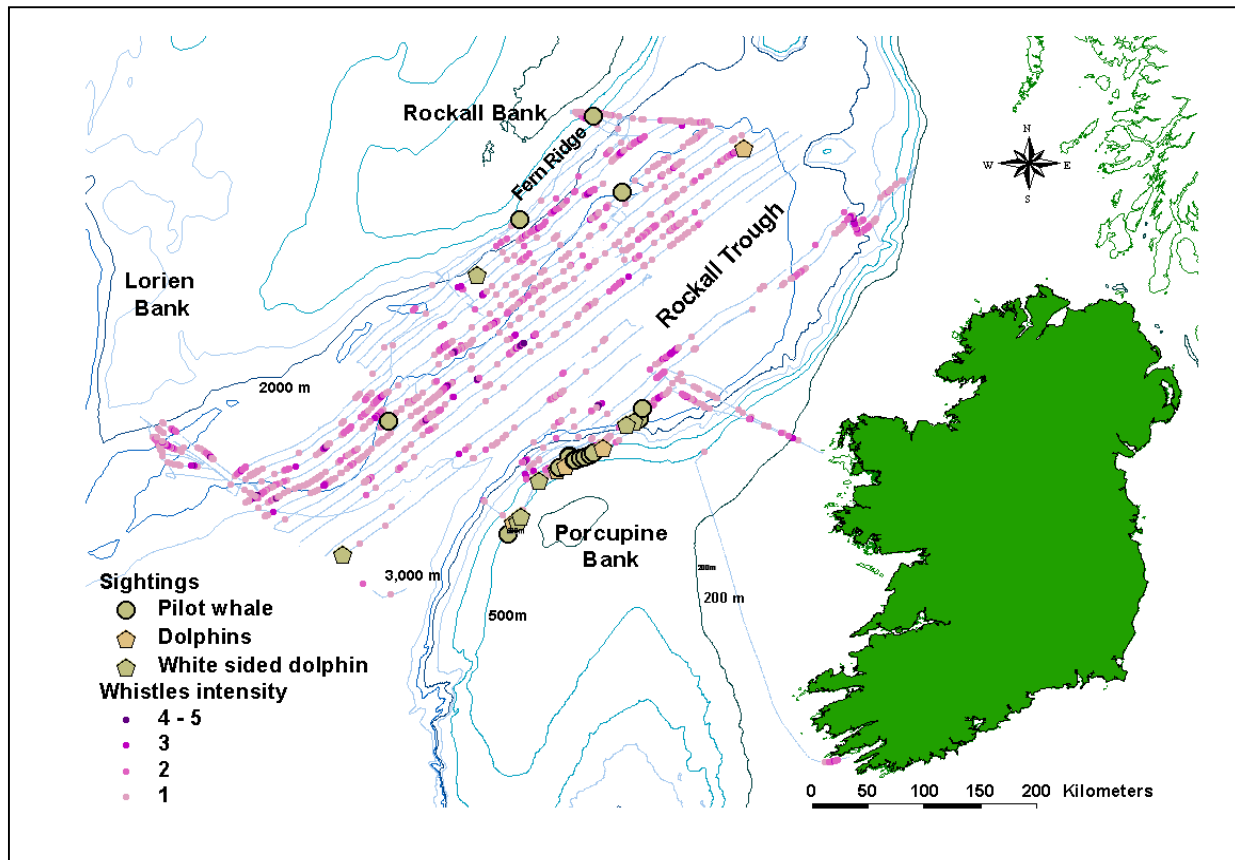 Rockall Bank
Fern Ridge
N
W E
S
Rockall Trough
Lorien
Bank
2000 m
Porcupine
Bank
3,000 m
200m
200 m
500m
Sightings
Pilot whale
Dolphins
White sided dolphin
Whistles intensity
4 - 5
3
2
1
0 50 100 150 200 Kilometers